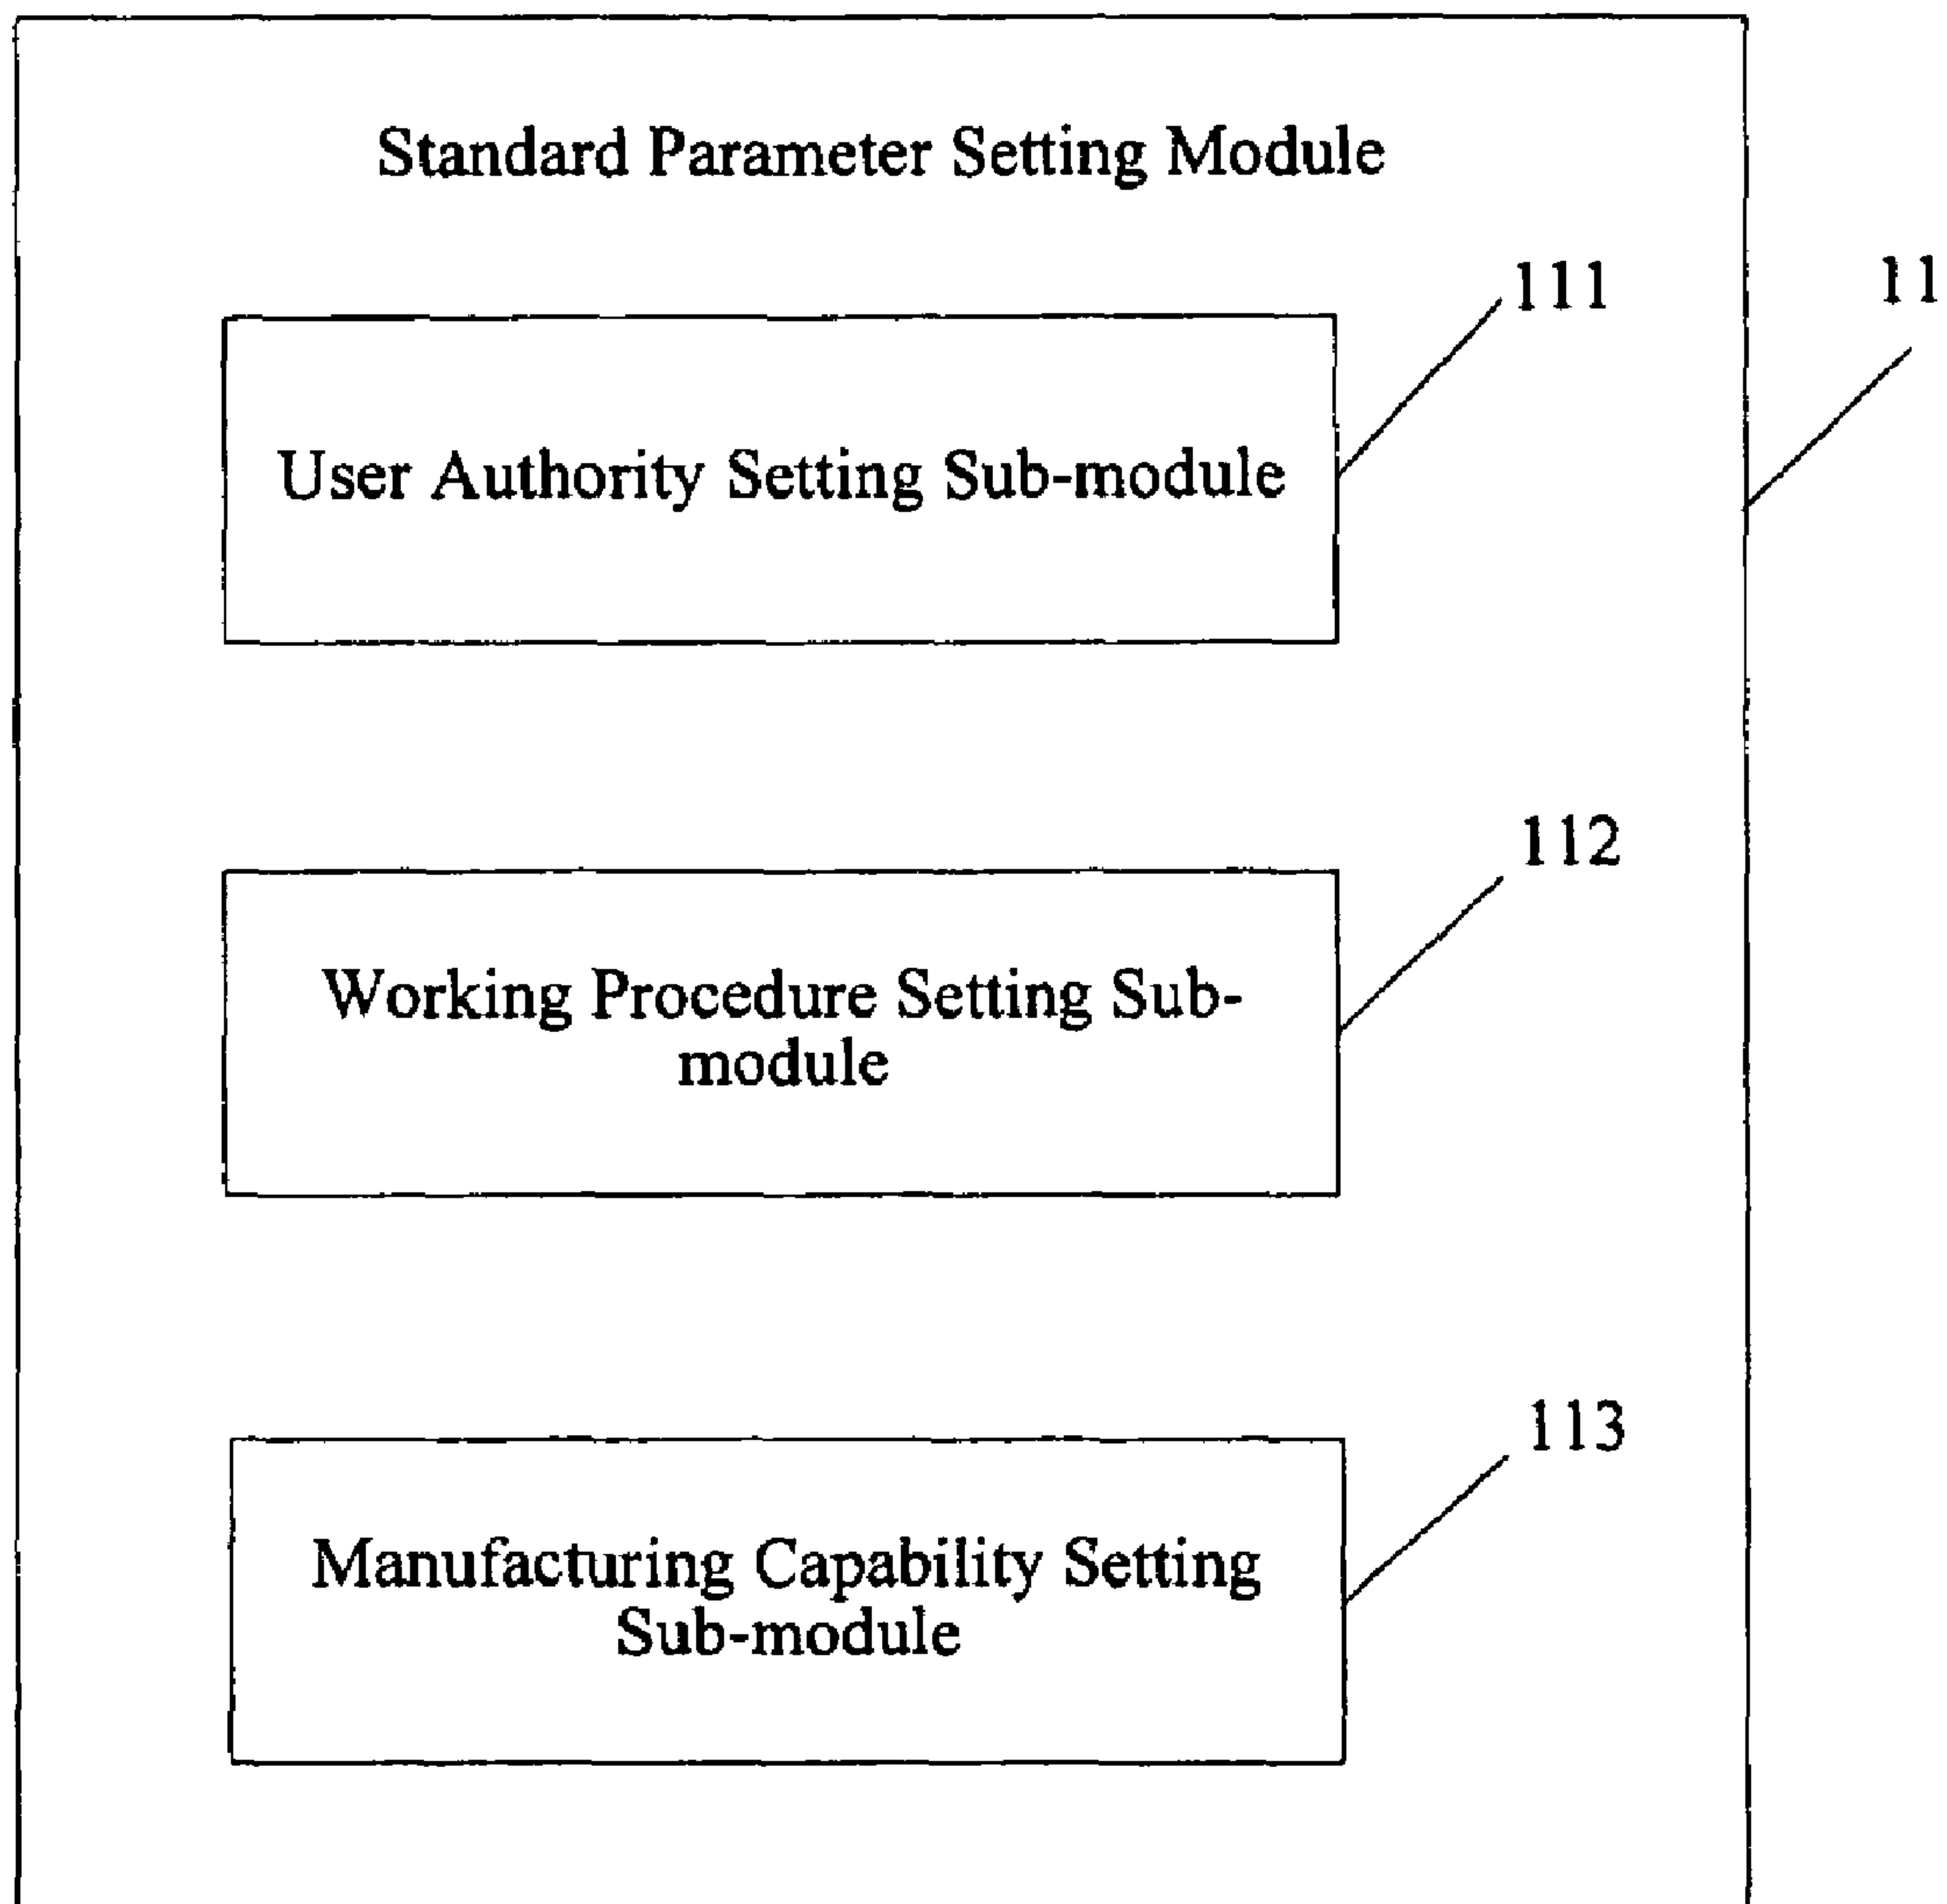 Standard Parameter Setting Module
111
11
User Authority Setting Sub-module
112
Working Procedure Setting Sub-
module
113
Manufacturing Capability Setting
Sub-module